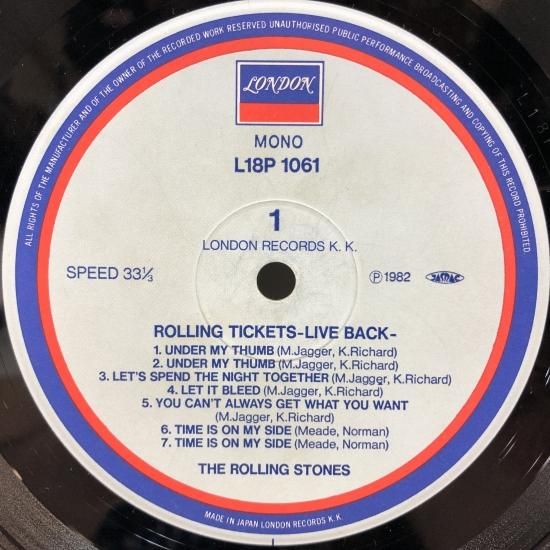 ALL RIGHTS OF THE MANUFACTURER AND OF THE OWNER OF THE RECORDED WORK RESERVED UNAUTHORISED PUBLIC PERFORMANCE BROADCASTING AND COPYING OF THIS RECORD PROHIBITED
LONDON
MONO
L18P 1061
1
LONDON RECORDS K. K.
SPEED 33⅓
Ⓟ1982
JASRAC
ROLLING TICKETS-LIVE BACK-
1. UNDER MY THUMB (M.Jagger, K.Richard)
2. UNDER MY THUMB (M.Jagger, K.Richard)
3. LET'S SPEND THE NIGHT TOGETHER (M.Jagger, K.Richard)
4. LET IT BLEED (M.Jagger, K.Richard)
5. YOU CAN'T ALWAYS GET WHAT YOU WANT
(M.Jagger, K.Richard)
6. TIME IS ON MY SIDE (Meade, Norman)
7. TIME IS ON MY SIDE (Meade, Norman)
THE ROLLING STONES
MADE IN JAPAN LONDON RECORDS K.K.